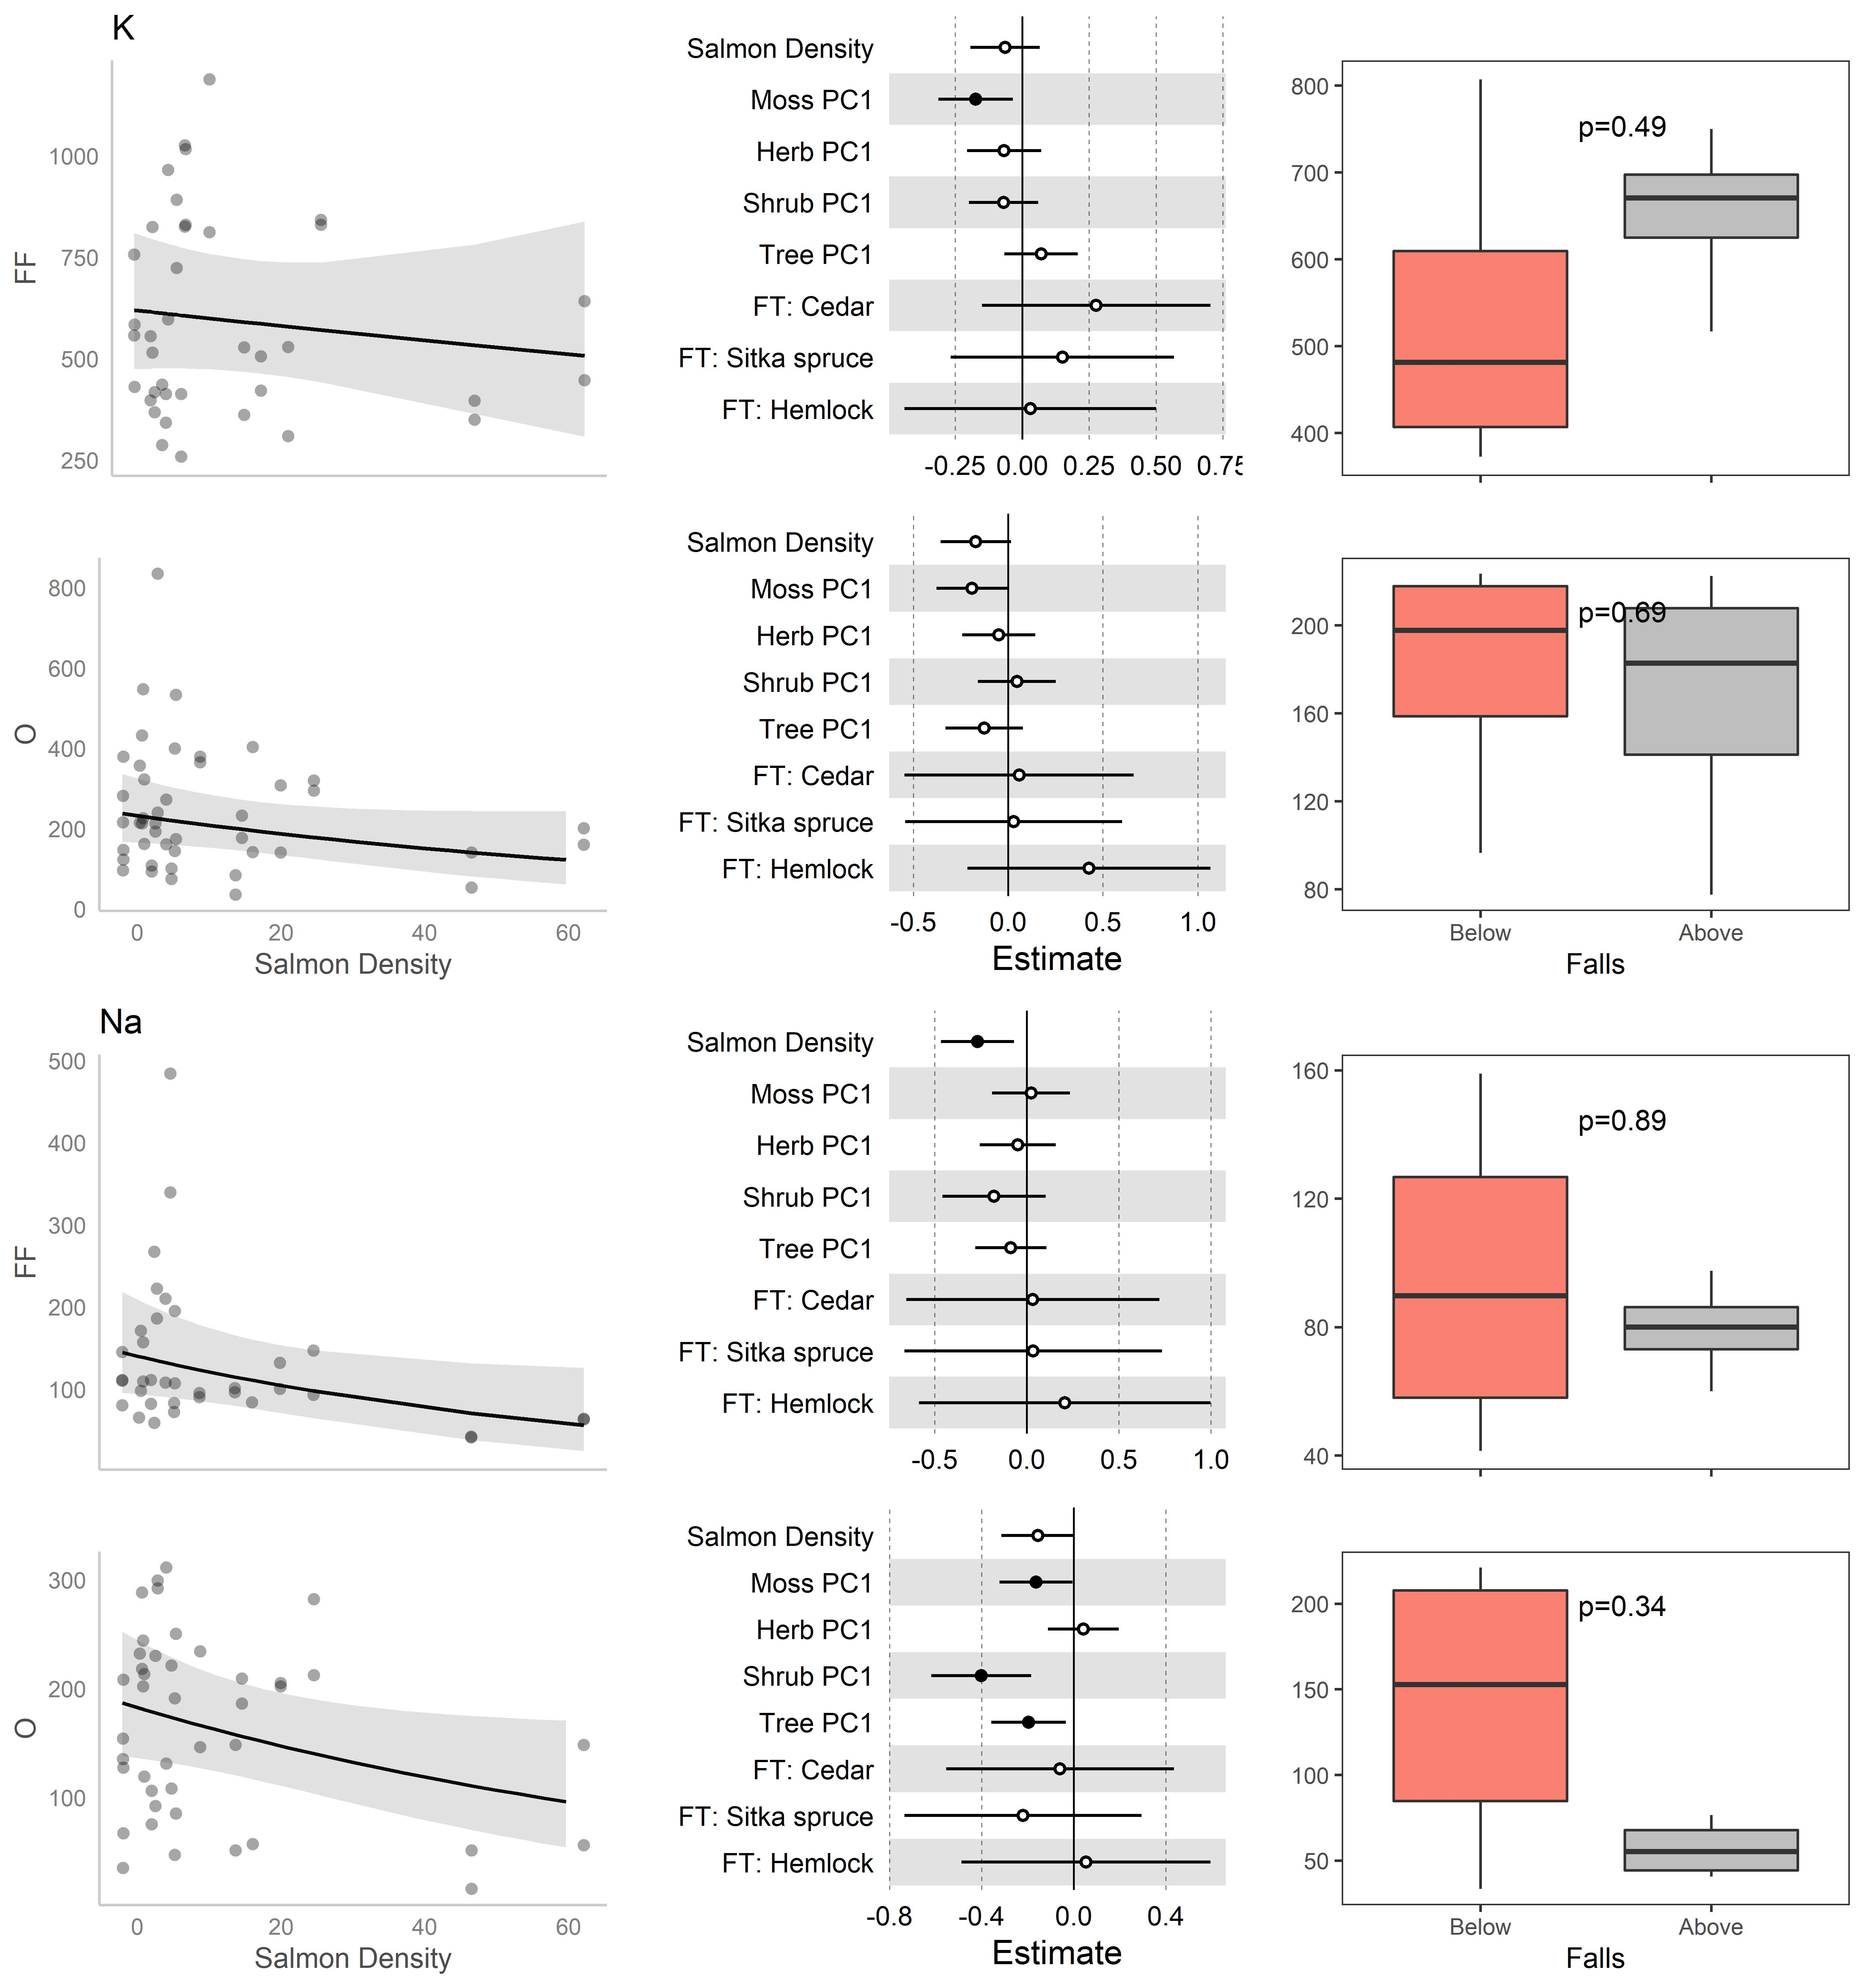 K
FF
1000
750
500
250
Salmon Density
Moss PC1
Herb PC1
Shrub PC1
Tree PC1
FT: Cedar
FT: Sitka spruce
FT: Hemlock
-0.25 0.00 0.25 0.50 0.75
800
700
600
500
400
p=0.49
O
800
600
400
200
0
0 20 40 60
Salmon Density
Salmon Density
Moss PC1
Herb PC1
Shrub PC1
Tree PC1
FT: Cedar
FT: Sitka spruce
FT: Hemlock
-0.5 0.0 0.5 1.0
Estimate
200
160
120
80
p=0.69
Below Above
Falls
Na
FF
500
400
300
200
100
Salmon Density
Moss PC1
Herb PC1
Shrub PC1
Tree PC1
FT: Cedar
FT: Sitka spruce
FT: Hemlock
-0.5 0.0 0.5 1.0
160
120
80
40
p=0.89
O
300
200
100
0 20 40 60
Salmon Density
Salmon Density
Moss PC1
Herb PC1
Shrub PC1
Tree PC1
FT: Cedar
FT: Sitka spruce
FT: Hemlock
-0.8 -0.4 0.0 0.4
Estimate
200
150
100
50
p=0.34
Below Above
Falls